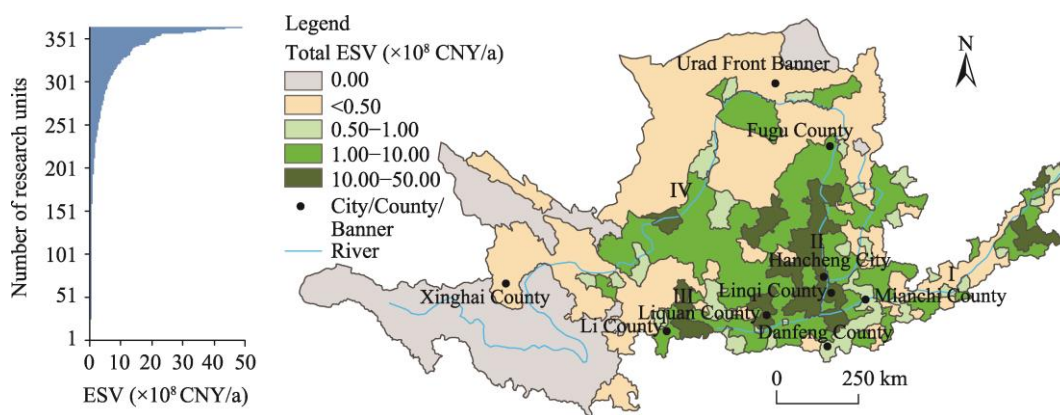 351
301
251
201
151
101
51
1
Number of research units
0 10 20 30 40 50
ESV (×10⁸ CNY/a)
Legend
Total ESV (×10⁸ CNY/a)
0.00
<0.50
0.50−1.00
1.00−10.00
10.00−50.00
City/County/
Banner
River
N
Urad Front Banner
Fugu County
IV
II
Hancheng City
I
Xinghai County
III
Linqi County
Mianchi County
Liquan County
Li County
Danfeng County
0 250 km